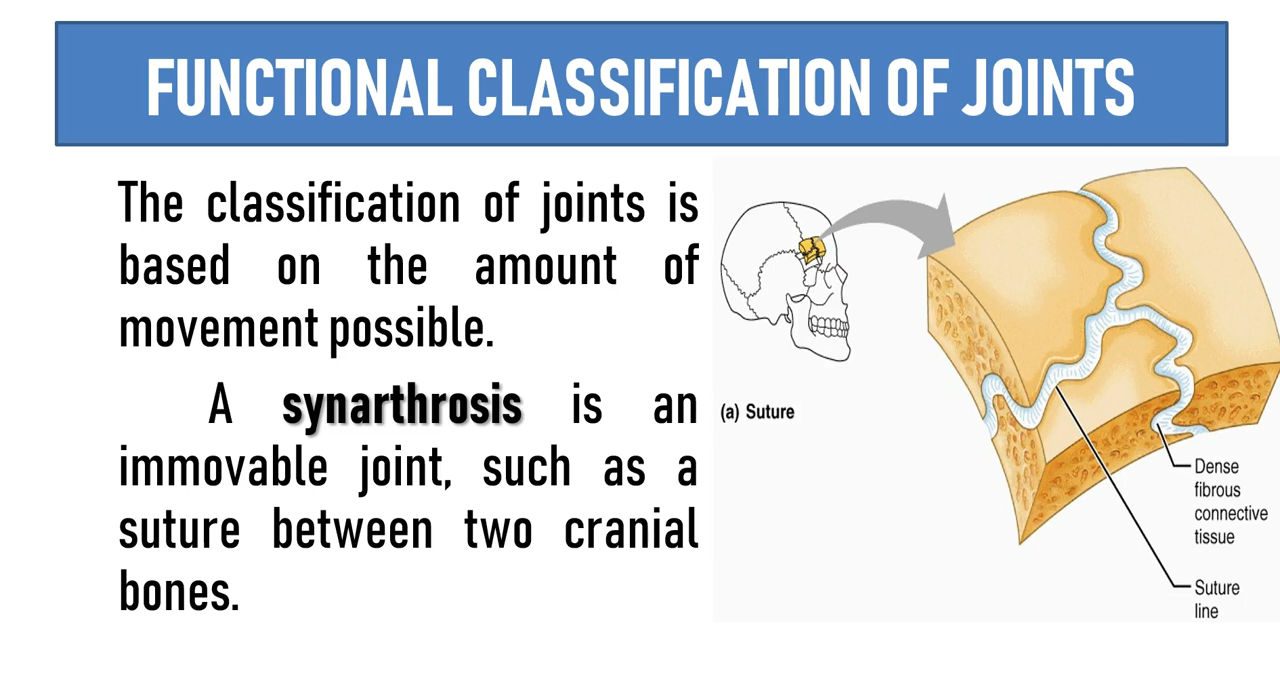 FUNCTIONAL CLASSIFICATION OF JOINTS
The classification of joints is
based on the amount of
movement possible.
A synarthrosis is an
immovable joint, such as a
suture between two cranial
bones.
(a) Suture
Dense
fibrous
connective
tissue
Suture
line